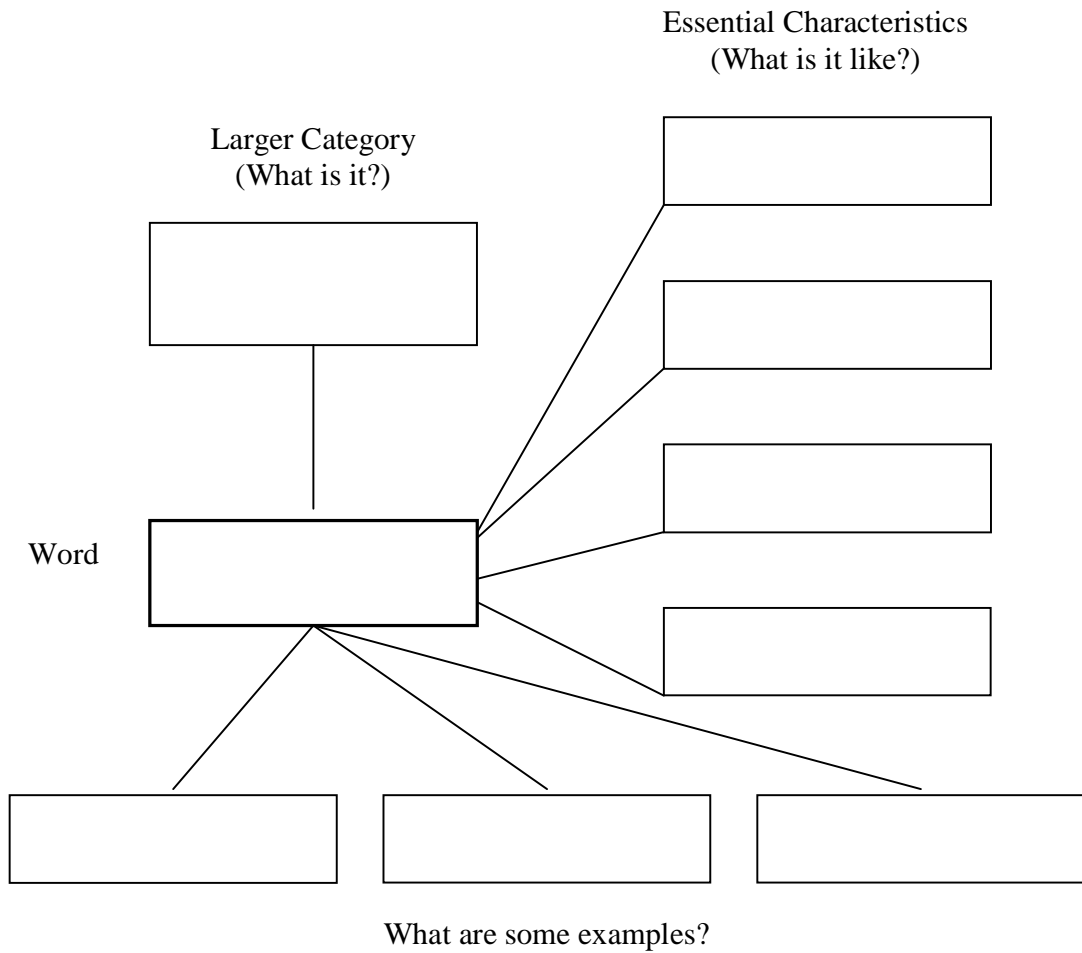 Essential Characteristics
(What is it like?)
Larger Category
(What is it?)
Word
What are some examples?